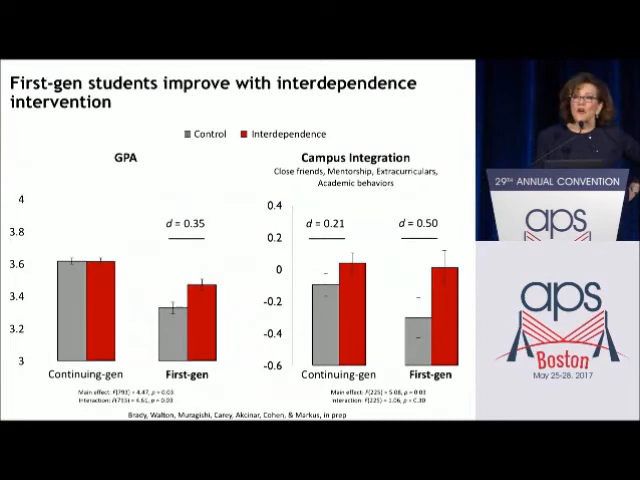 First-gen students improve with interdependence
intervention
Control Interdependence
GPA
4
3.8
3.6
3.4
3.2
3
d = 0.35
Continuing-gen First-gen
Campus Integration
Close friends, Mentorship, Extracurriculars,
Academic behaviors
0.4
0.2
0
-0.2
-0.4
-0.6
d = 0.21 d = 0.50
Continuing-gen First-gen
Brady, Walton, Muragishi, Carey, Akcinar, Cohen, & Markus, in prep
29TH ANNUAL CONVENTION
aps
aps
Boston
May 25-28, 2017